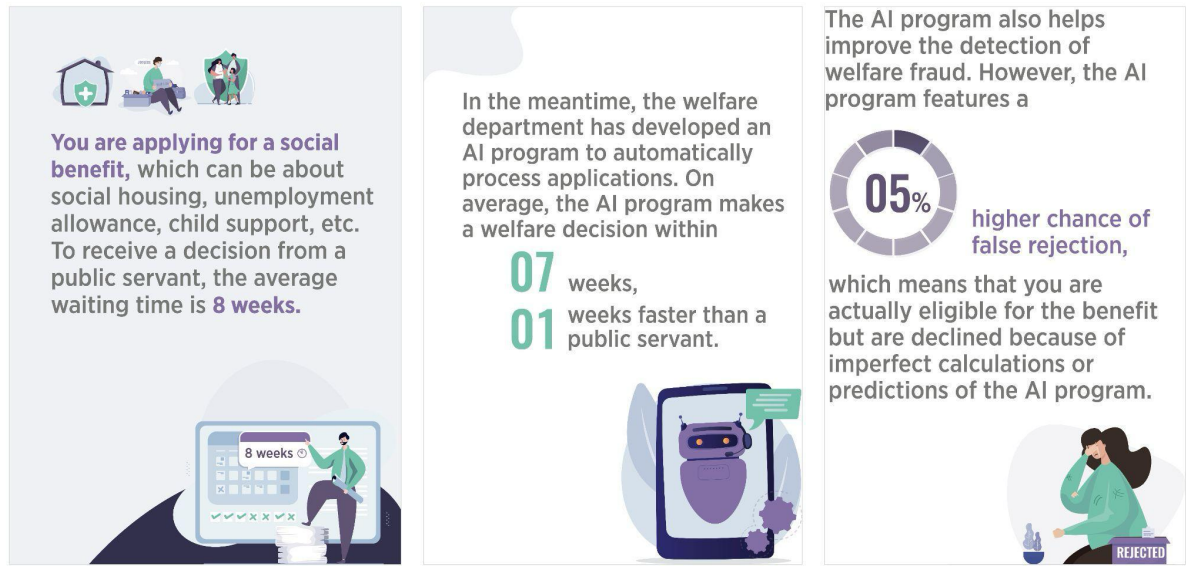 You are applying for a social
benefit, which can be about
social housing, unemployment
allowance, child support, etc.
To receive a decision from a
public servant, the average
waiting time is 8 weeks.
8 weeks
In the meantime, the welfare
department has developed an
AI program to automatically
process applications. On
average, the AI program makes
a welfare decision within
07 weeks,
01 weeks faster than a
public servant.
The AI program also helps
improve the detection of
welfare fraud. However, the AI
program features a
05%
higher chance of
false rejection,
which means that you are
actually eligible for the benefit
but are declined because of
imperfect calculations or
predictions of the AI program.
REJECTED